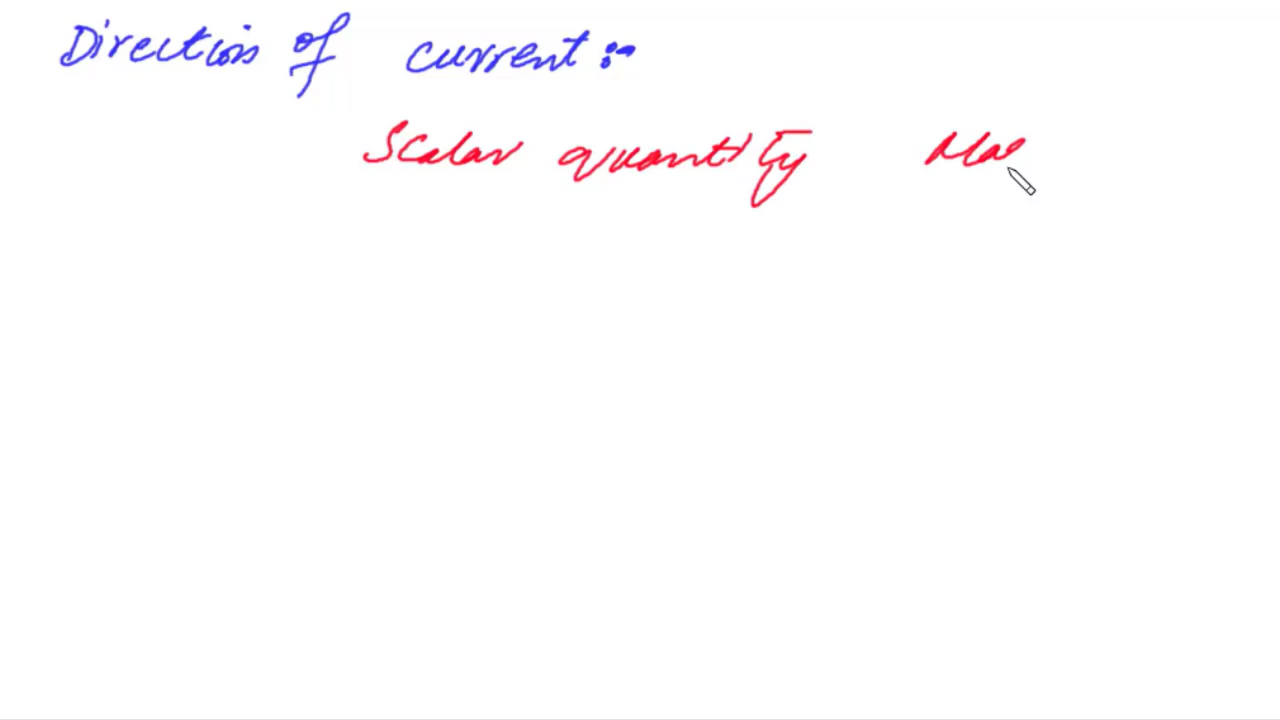 Direction of current :-
Scalar quantity